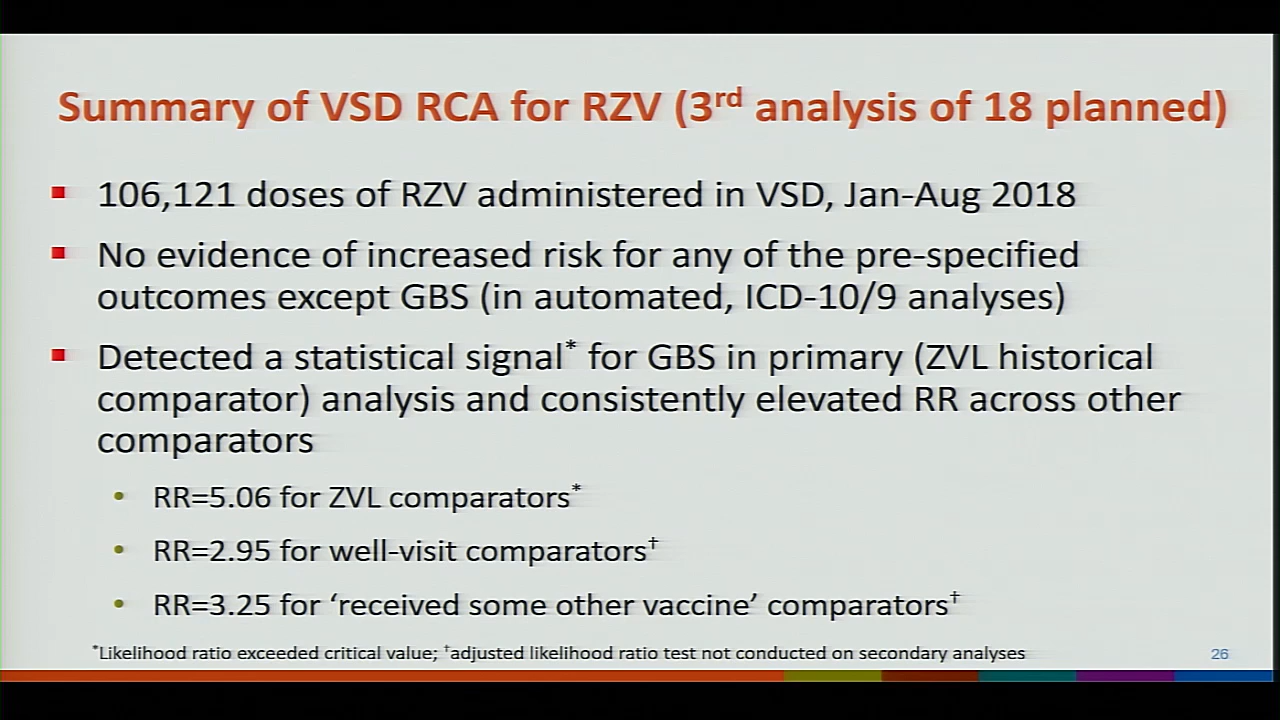 Summary of VSD RCA for RZV (3rd analysis of 18 planned)
106,121 doses of RZV administered in VSD, Jan-Aug 2018
No evidence of increased risk for any of the pre-specified
outcomes except GBS (in automated, ICD-10/9 analyses)
Detected a statistical signal* for GBS in primary (ZVL historical
comparator) analysis and consistently elevated RR across other
comparators
• RR=5.06 for ZVL comparators*
• RR=2.95 for well-visit comparators†
• RR=3.25 for ‘received some other vaccine’ comparators†
*Likelihood ratio exceeded critical value; †adjusted likelihood ratio test not conducted on secondary analyses
26